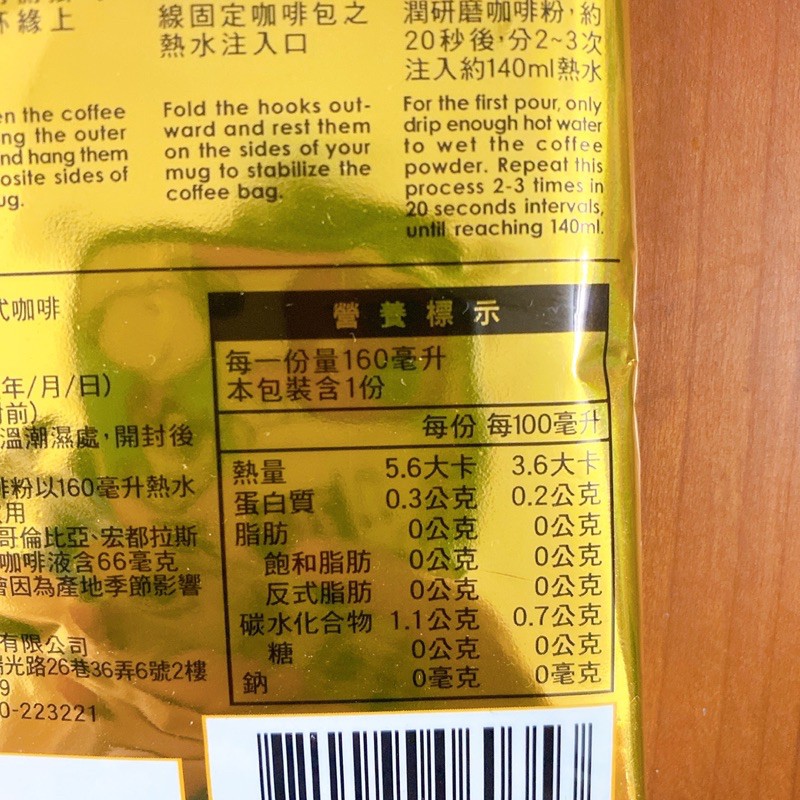 杯緣上
線固定咖啡包之
熱水注入口
潤研磨咖啡粉，約
20秒後，分2~3次
注入約140ml熱水
the coffee
the outer
hang them
sides of
Fold the hooks out-
ward and rest them
on the sides of your
mug to stabilize the
coffee bag.
For the first pour, only
drip enough hot water
to wet the coffee
powder. Repeat this
process 2-3 times in
20 seconds intervals,
until reaching 140ml.
式咖啡
年/月/日)
前)
溫潮濕處，開封後
啡粉以160毫升熱水
用
哥倫比亞、宏都拉斯
咖啡液含66毫克
會因為產地季節影響
有限公司
陽光路26巷36弄6號2樓
9
0-223221
營養標示
每一份量160毫升
本包裝含1份
每份 每100毫升
熱量 5.6大卡 3.6大卡
蛋白質 0.3公克 0.2公克
脂肪 0公克 0公克
飽和脂肪 0公克 0公克
反式脂肪 0公克 0公克
碳水化合物 1.1公克 0.7公克
糖 0公克 0公克
鈉 0毫克 0毫克